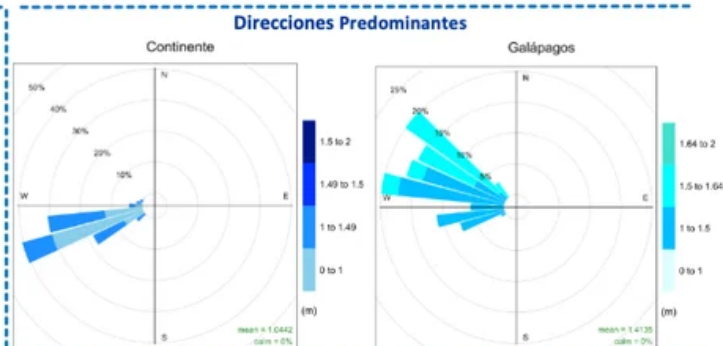 Direcciones Predominantes
Continente
N
50%
40%
30%
20%
10%
W
E
S
mean = 1.0442
calm = 0%
1.5 to 2
1.49 to 1.5
1 to 1.49
0 to 1
(m)
Galápagos
N
25%
20%
15%
10%
5%
W
E
S
mean = 1.4135
calm = 0%
1.64 to 2
1.5 to 1.64
1 to 1.5
0 to 1
(m)